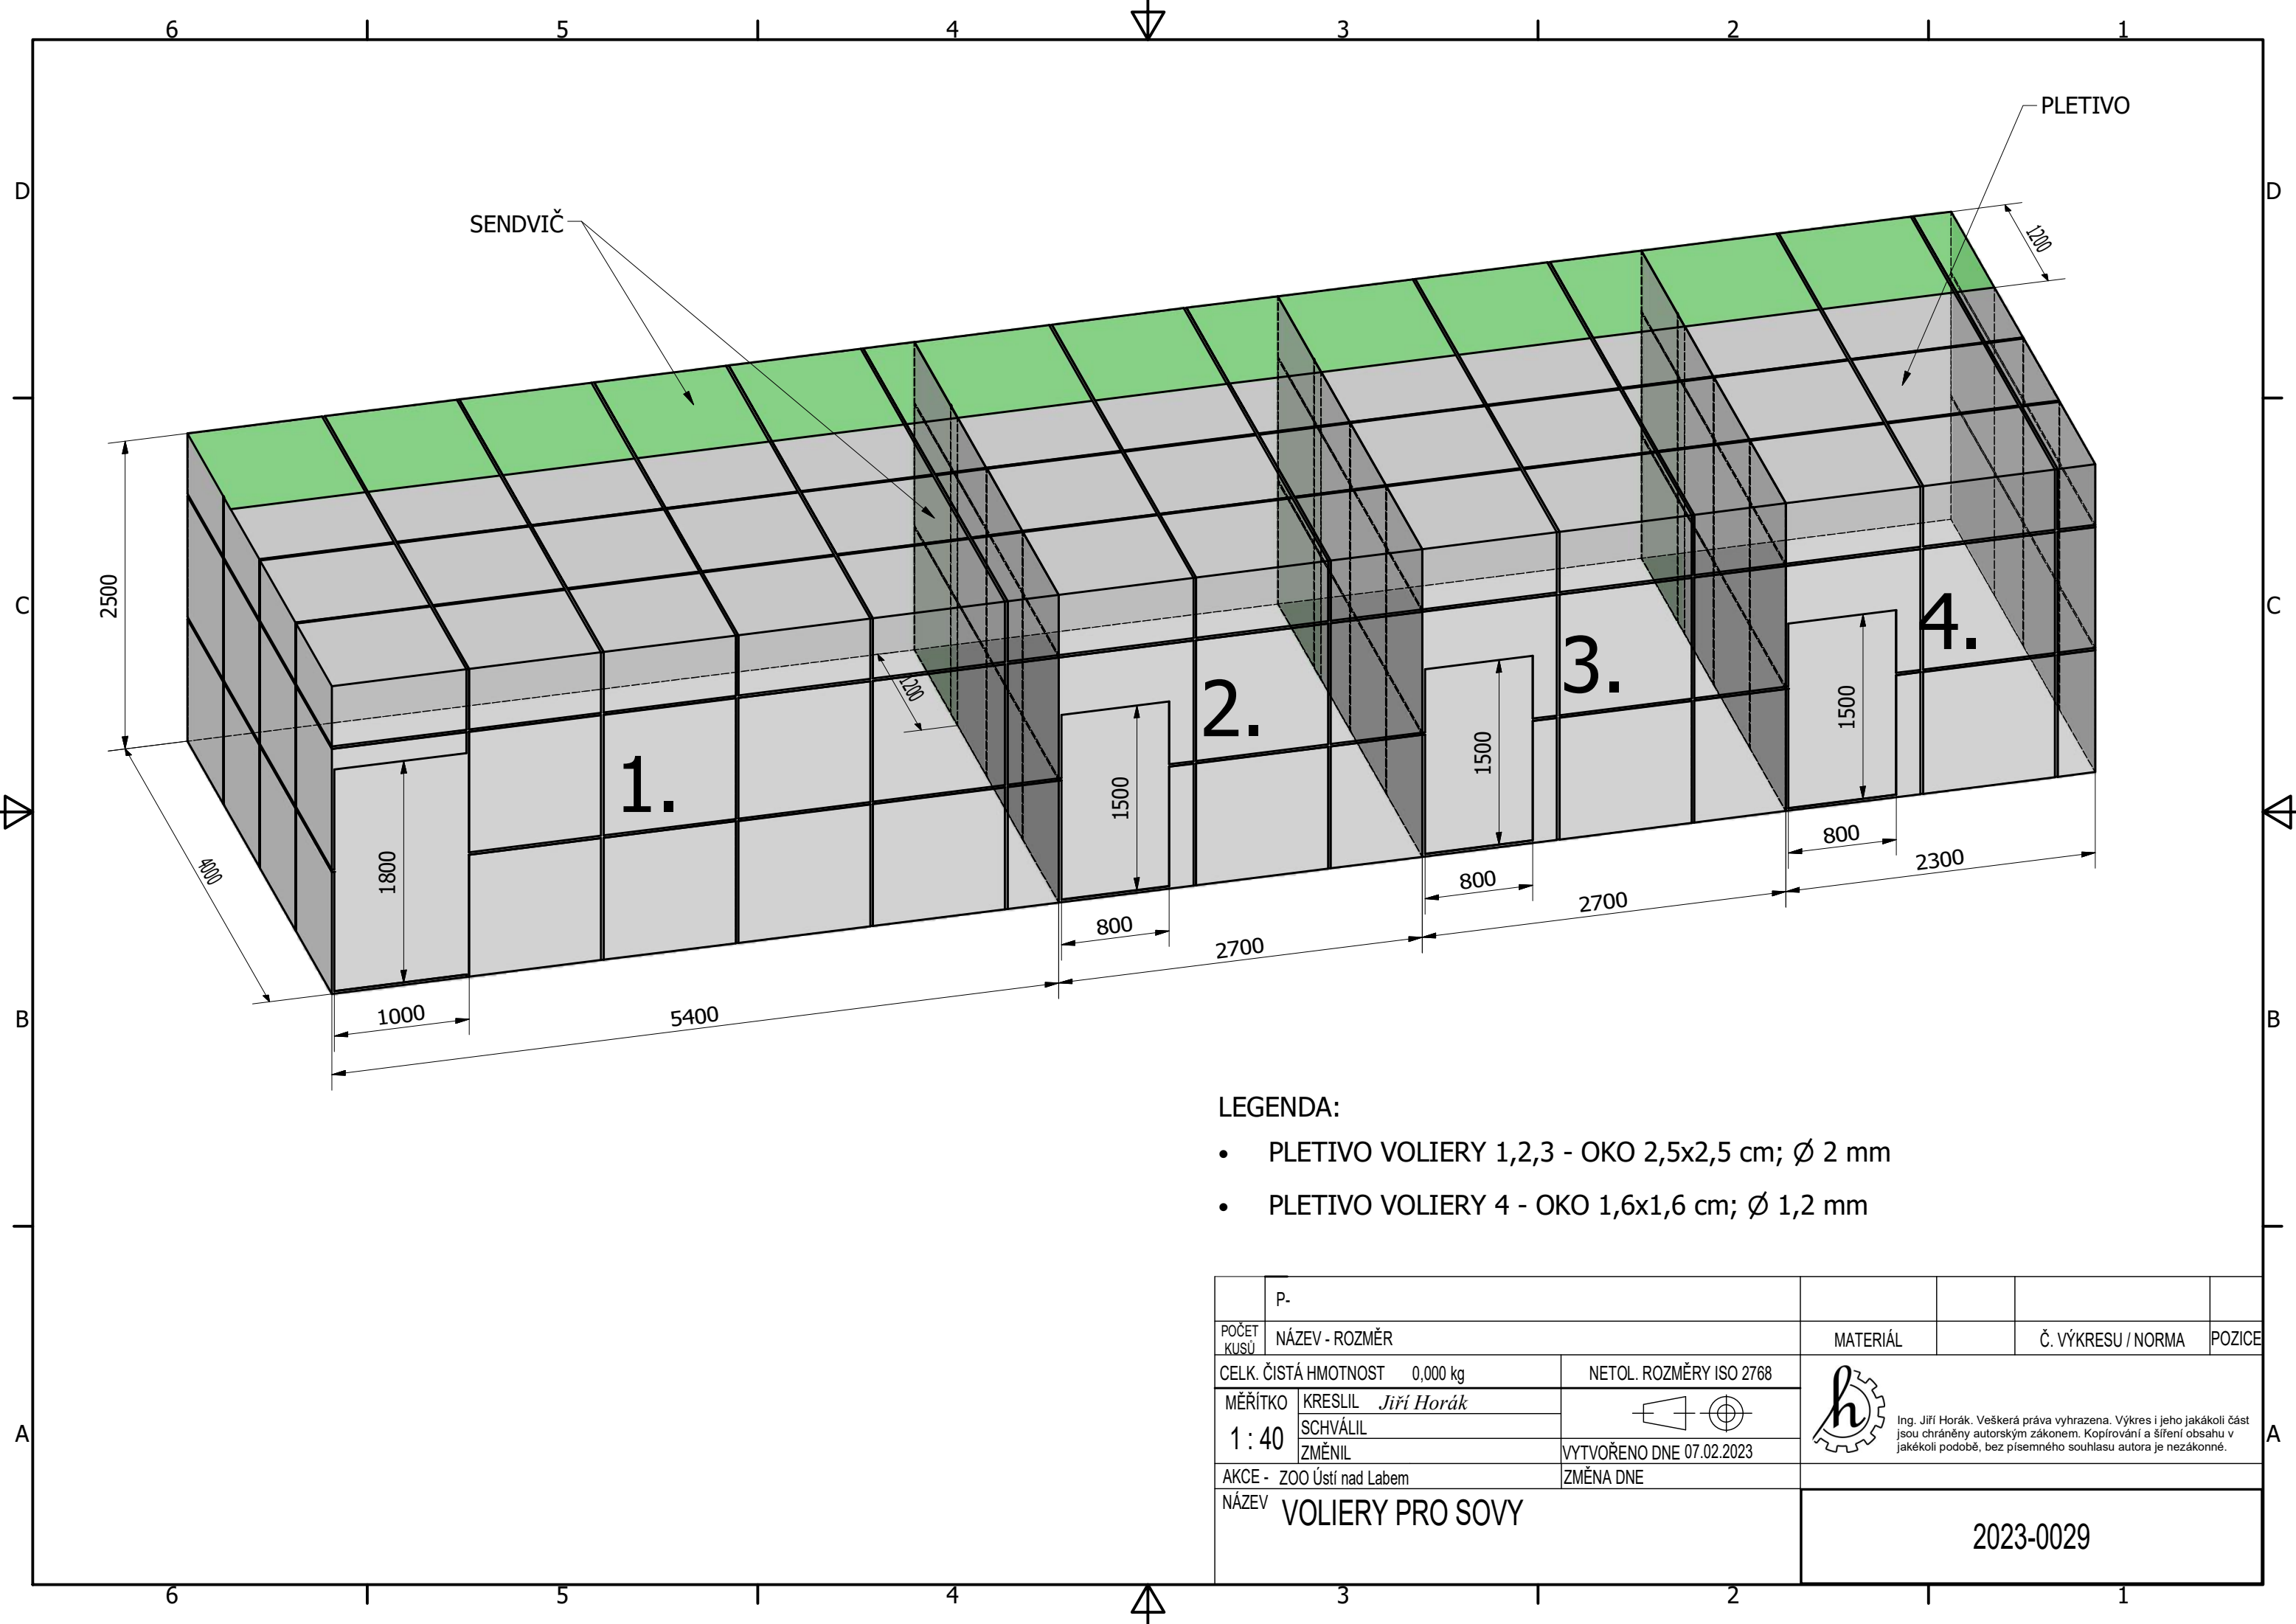 6 5 4 3 2 1
D D
C C
B B
A A
PLETIVO
SENDVIČ
1200
2500
1200
4000
1800
1500
1500
1500
1.
2.
3.
4.
1000
5400
800
2700
800
2700
800
2300
LEGENDA:
• PLETIVO VOLIERY 1,2,3 - OKO 2,5x2,5 cm; ∅ 2 mm
• PLETIVO VOLIERY 4 - OKO 1,6x1,6 cm; ∅ 1,2 mm
P-
POČET KUSŮ NÁZEV - ROZMĚR MATERIÁL Č. VÝKRESU / NORMA POZICE
CELK. ČISTÁ HMOTNOST 0,000 kg NETOL. ROZMĚRY ISO 2768
MĚŘÍTKO KRESLIL Jiří Horák
1 : 40 SCHVÁLIL
ZMĚNIL VYTVOŘENO DNE 07.02.2023
AKCE - ZOO Ústí nad Labem ZMĚNA DNE
NÁZEV VOLIERY PRO SOVY
h
Ing. Jiří Horák. Veškerá práva vyhrazena. Výkres i jeho jakákoli část
jsou chráněny autorským zákonem. Kopírování a šíření obsahu v
jakékoli podobě, bez písemného souhlasu autora je nezákonné.
2023-0029
6 5 4 3 2 1